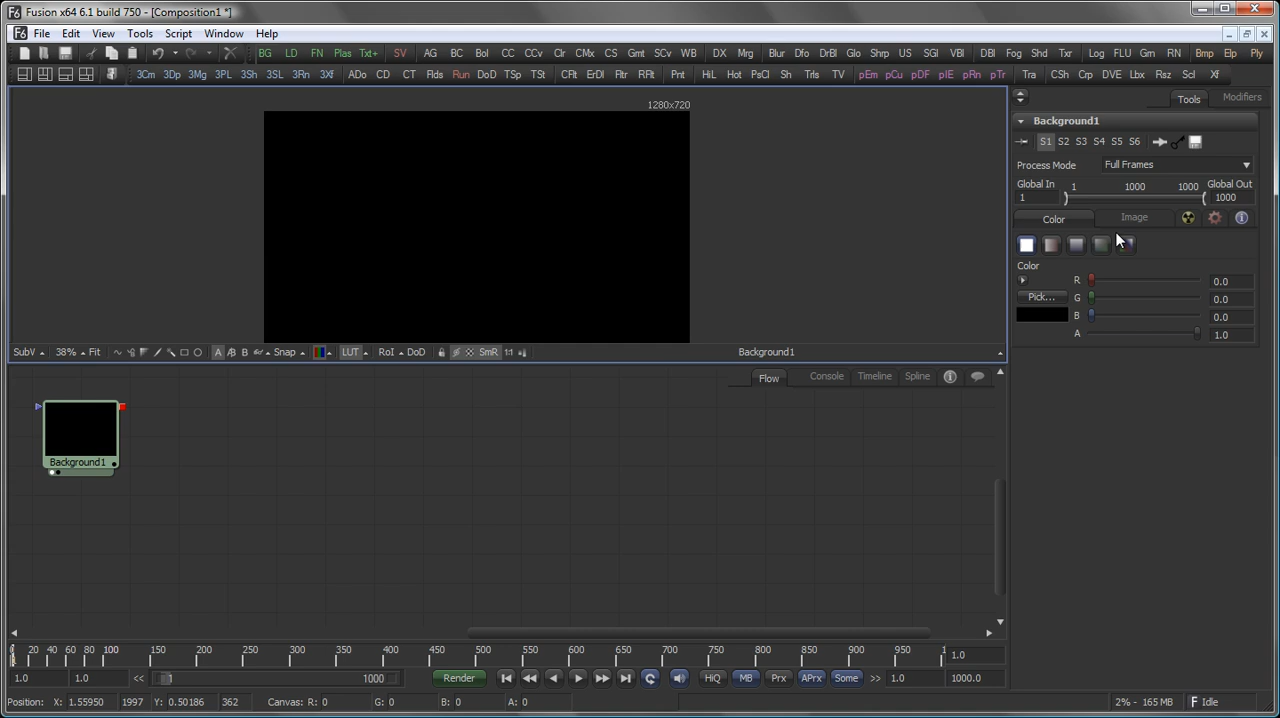 Fusion x64 6.1 build 750 - [Composition1 *]
File Edit View Tools Script Window Help
BG LD FN Plas Txt+ SV AG BC Bol CC CCv Clr CMx CS Gmt SCv WB DX Mrg Blur Dfo DrBl Glo Shrp US SGl VBl DBl Fog Shd Txr Log FLU Gm RN Bmp Elp Ply
3Cm 3Dp 3Mg 3PL 3Sh 3SL 3Rn 3Xf ADo CD CT Flds Run DoD TSp TSt CFlt ErDl Fltr RFlt Pnt HiL Hot PsCl Sh Trls TV pEm pCu pDF pIE pRn pTr Tra CSh Crp DVE Lbx Rsz Scl Xf
1280x720
SubV 38% Fit A B Snap LUT RoI DoD SmR 1:1 Background1
Tools Modifiers
Background1
S1 S2 S3 S4 S5 S6
Process Mode Full Frames
Global In 1 1000 1000 Global Out
1 1000
Color Image
Color
R 0.0
Pick... G 0.0
B 0.0
A 1.0
Flow Console Timeline Spline
Background1
0 20 40 60 80 100 150 200 250 300 350 400 450 500 550 600 650 700 750 800 850 900 950 1 1.0
1.0 1.0 << 1 1000 Render HiQ MB Prx APrx Some >> 1.0 1000.0
Position: X: 1.55950 1997 Y: 0.50186 362 Canvas: R: 0 G: 0 B: 0 A: 0 2% - 165 MB Idle